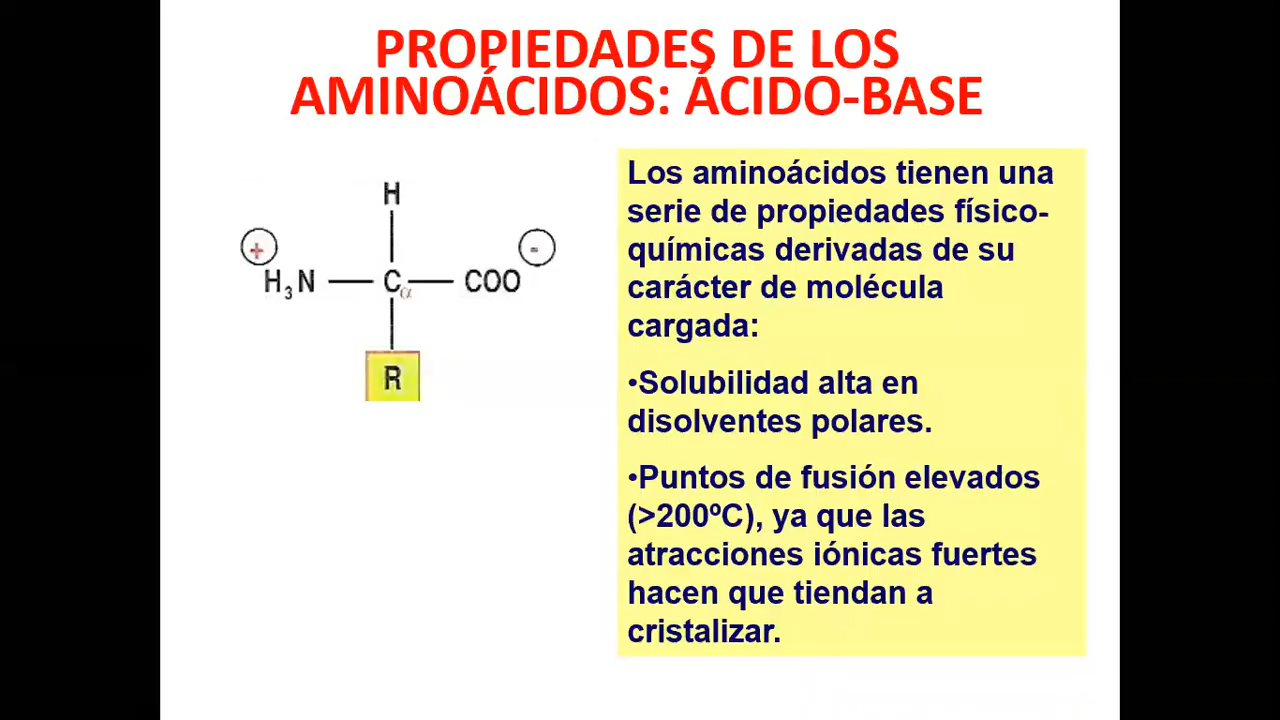 PROPIEDADES DE LOS
AMINOÁCIDOS: ÁCIDO-BASE
H
+
-
H3N
Cα
COO
R
Los aminoácidos tienen una
serie de propiedades físico-
químicas derivadas de su
carácter de molécula
cargada:
•Solubilidad alta en
disolventes polares.
•Puntos de fusión elevados
(>200ºC), ya que las
atracciones iónicas fuertes
hacen que tiendan a
cristalizar.